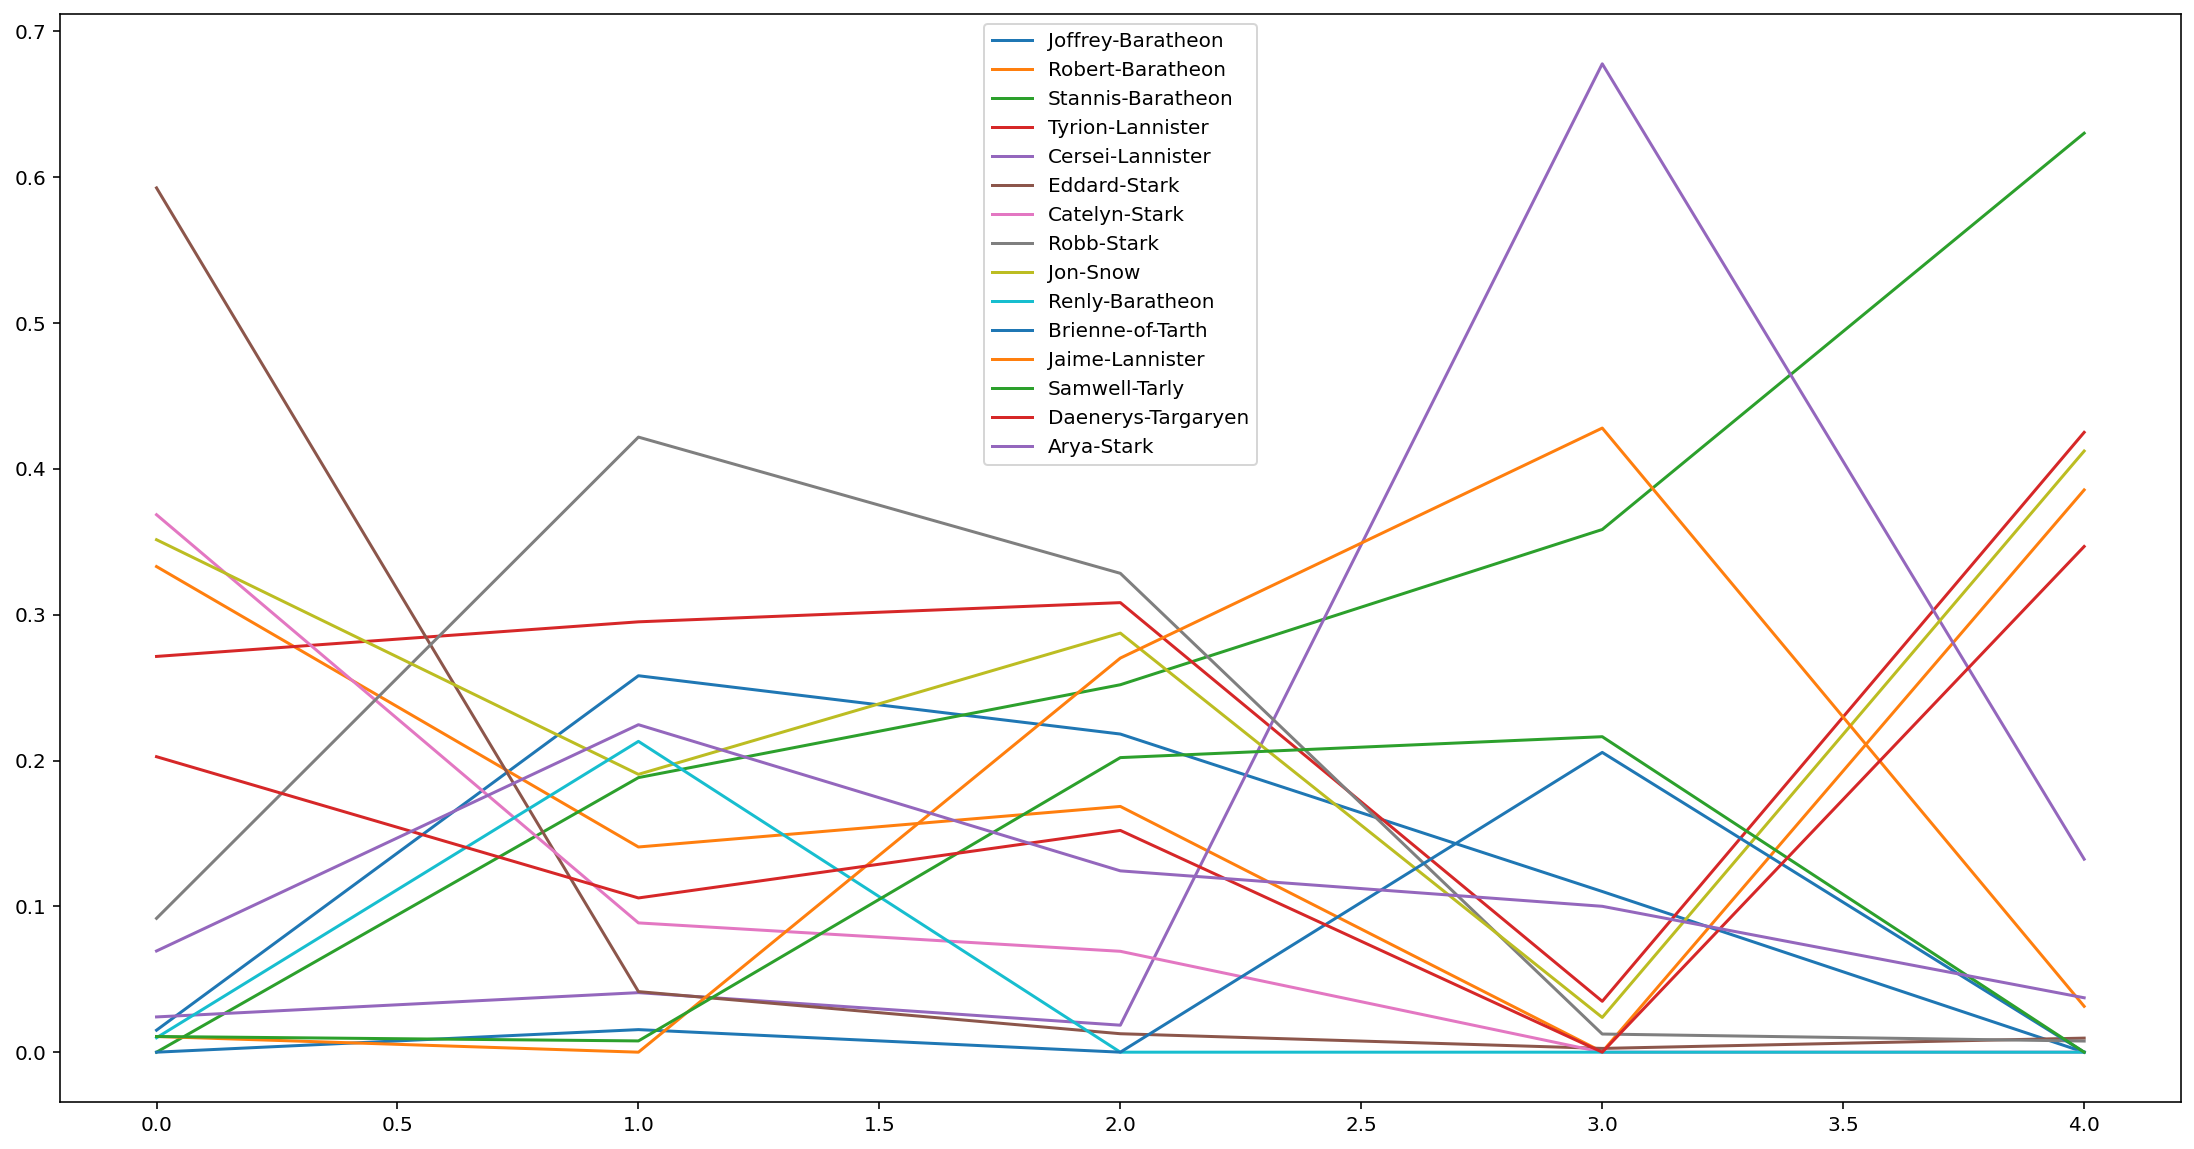 0.7
0.6
0.5
0.4
0.3
0.2
0.1
0.0
Joffrey-Baratheon
Robert-Baratheon
Stannis-Baratheon
Tyrion-Lannister
Cersei-Lannister
Eddard-Stark
Catelyn-Stark
Robb-Stark
Jon-Snow
Renly-Baratheon
Brienne-of-Tarth
Jaime-Lannister
Samwell-Tarly
Daenerys-Targaryen
Arya-Stark
0.0 0.5 1.0 1.5 2.0 2.5 3.0 3.5 4.0